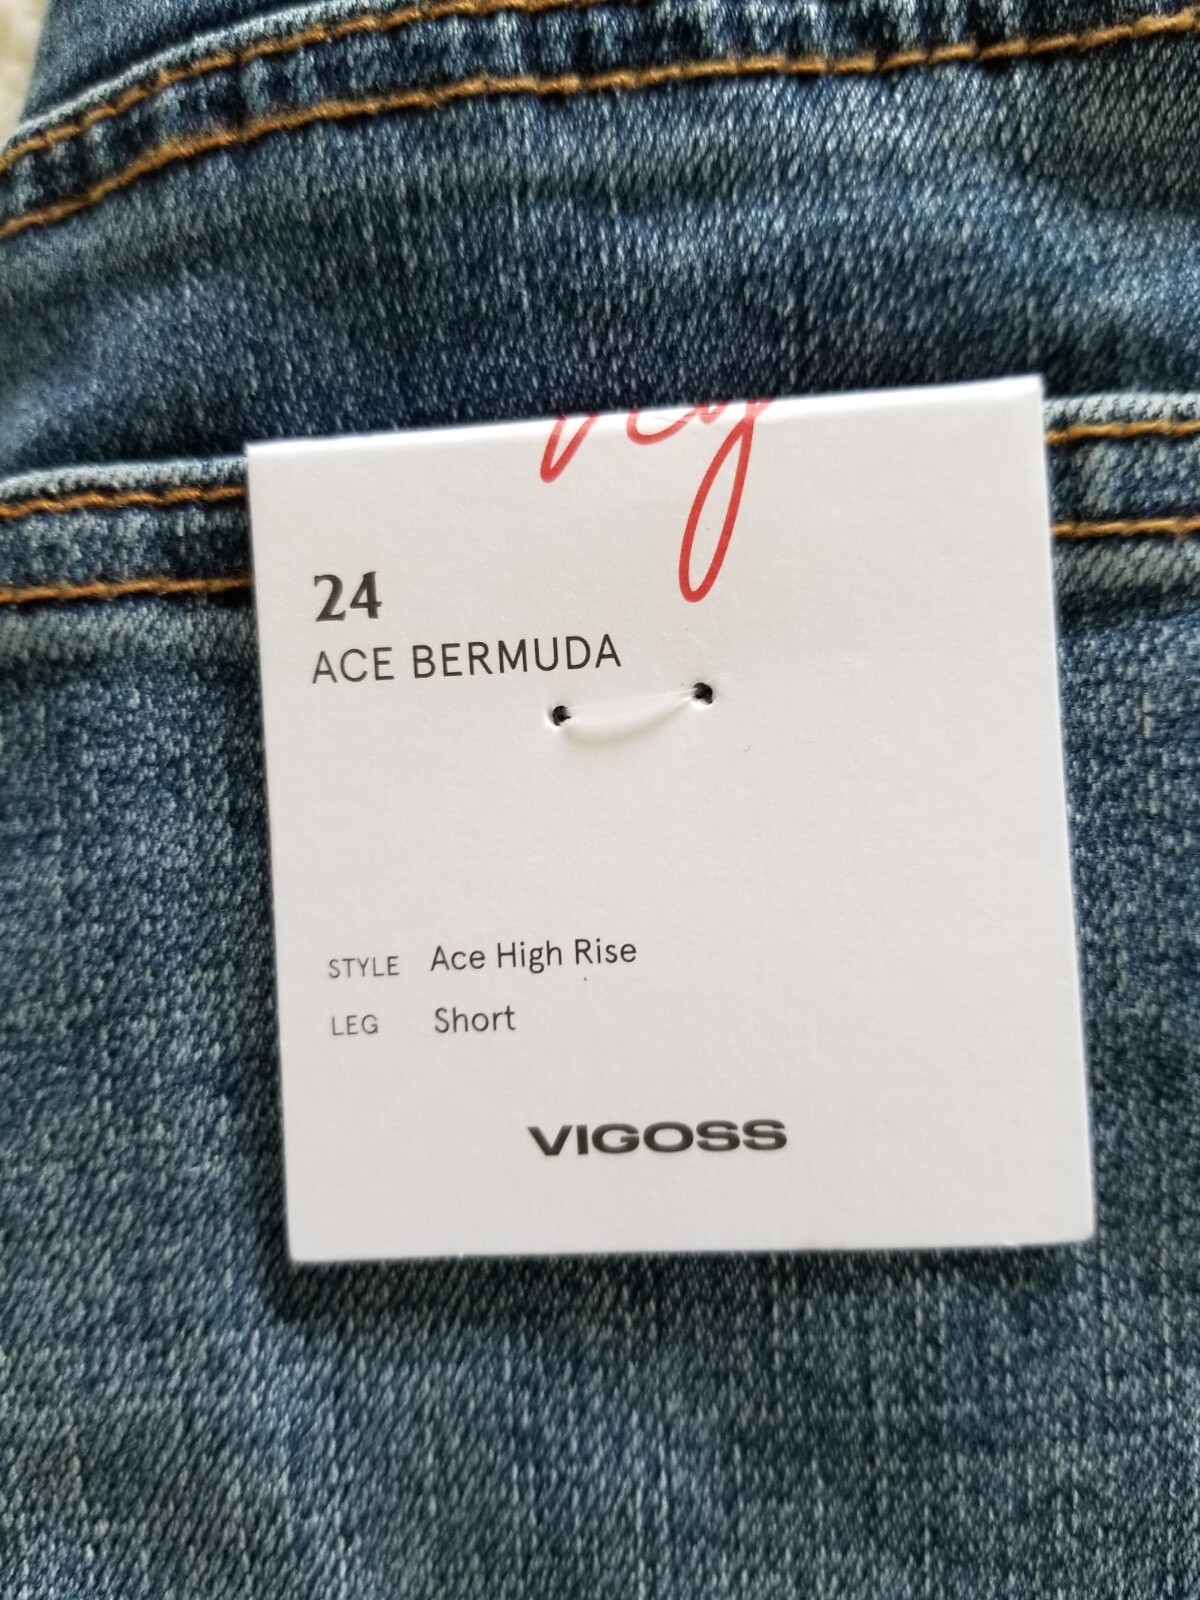 24
ACE BERMUDA
STYLE Ace High Rise
LEG Short
VIGOSS